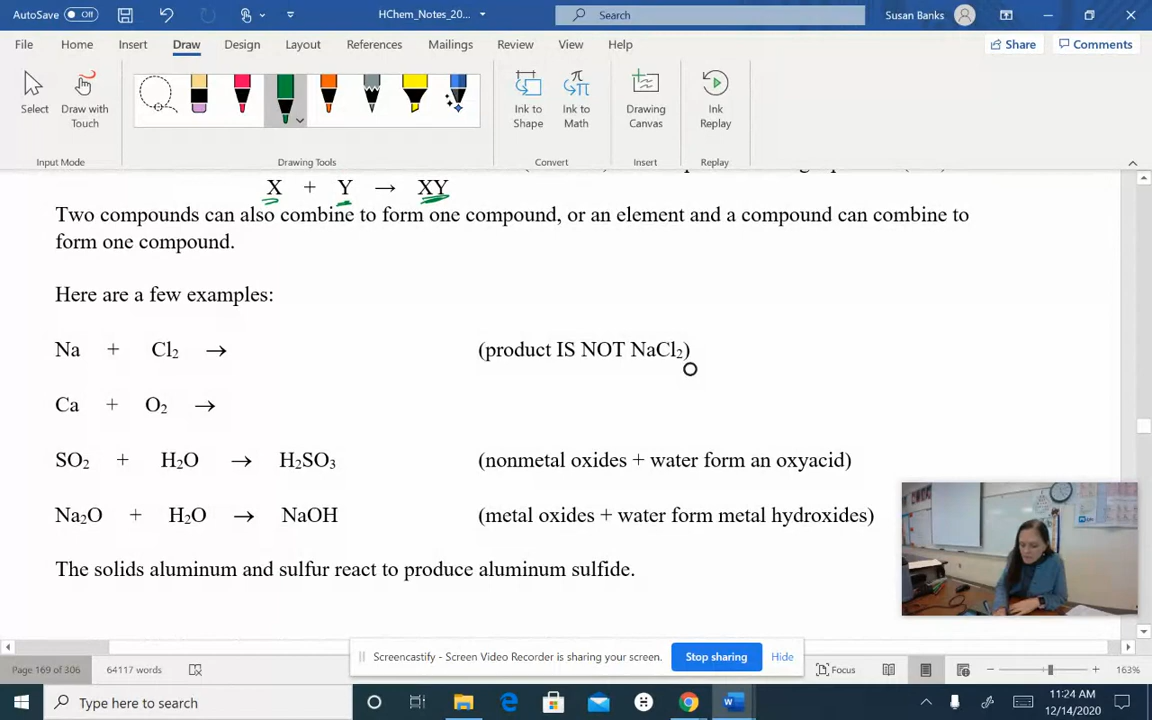 AutoSave Off HChem_Notes_20... Search Susan Banks
File Home Insert Draw Design Layout References Mailings Review View Help Share Comments
Select Draw with Touch Ink to Shape Ink to Math Drawing Canvas Ink Replay
Input Mode Drawing Tools Convert Insert Replay
X + Y → XY
Two compounds can also combine to form one compound, or an element and a compound can combine to
form one compound.
Here are a few examples:
Na + Cl₂ → (product IS NOT NaCl₂)
Ca + O₂ →
SO₂ + H₂O → H₂SO₃ (nonmetal oxides + water form an oxyacid)
Na₂O + H₂O → NaOH (metal oxides + water form metal hydroxides)
The solids aluminum and sulfur react to produce aluminum sulfide.
Screencastify - Screen Video Recorder is sharing your screen. Stop sharing Hide
Page 169 of 306 64117 words Focus 163%
Type here to search 11:24 AM
12/14/2020